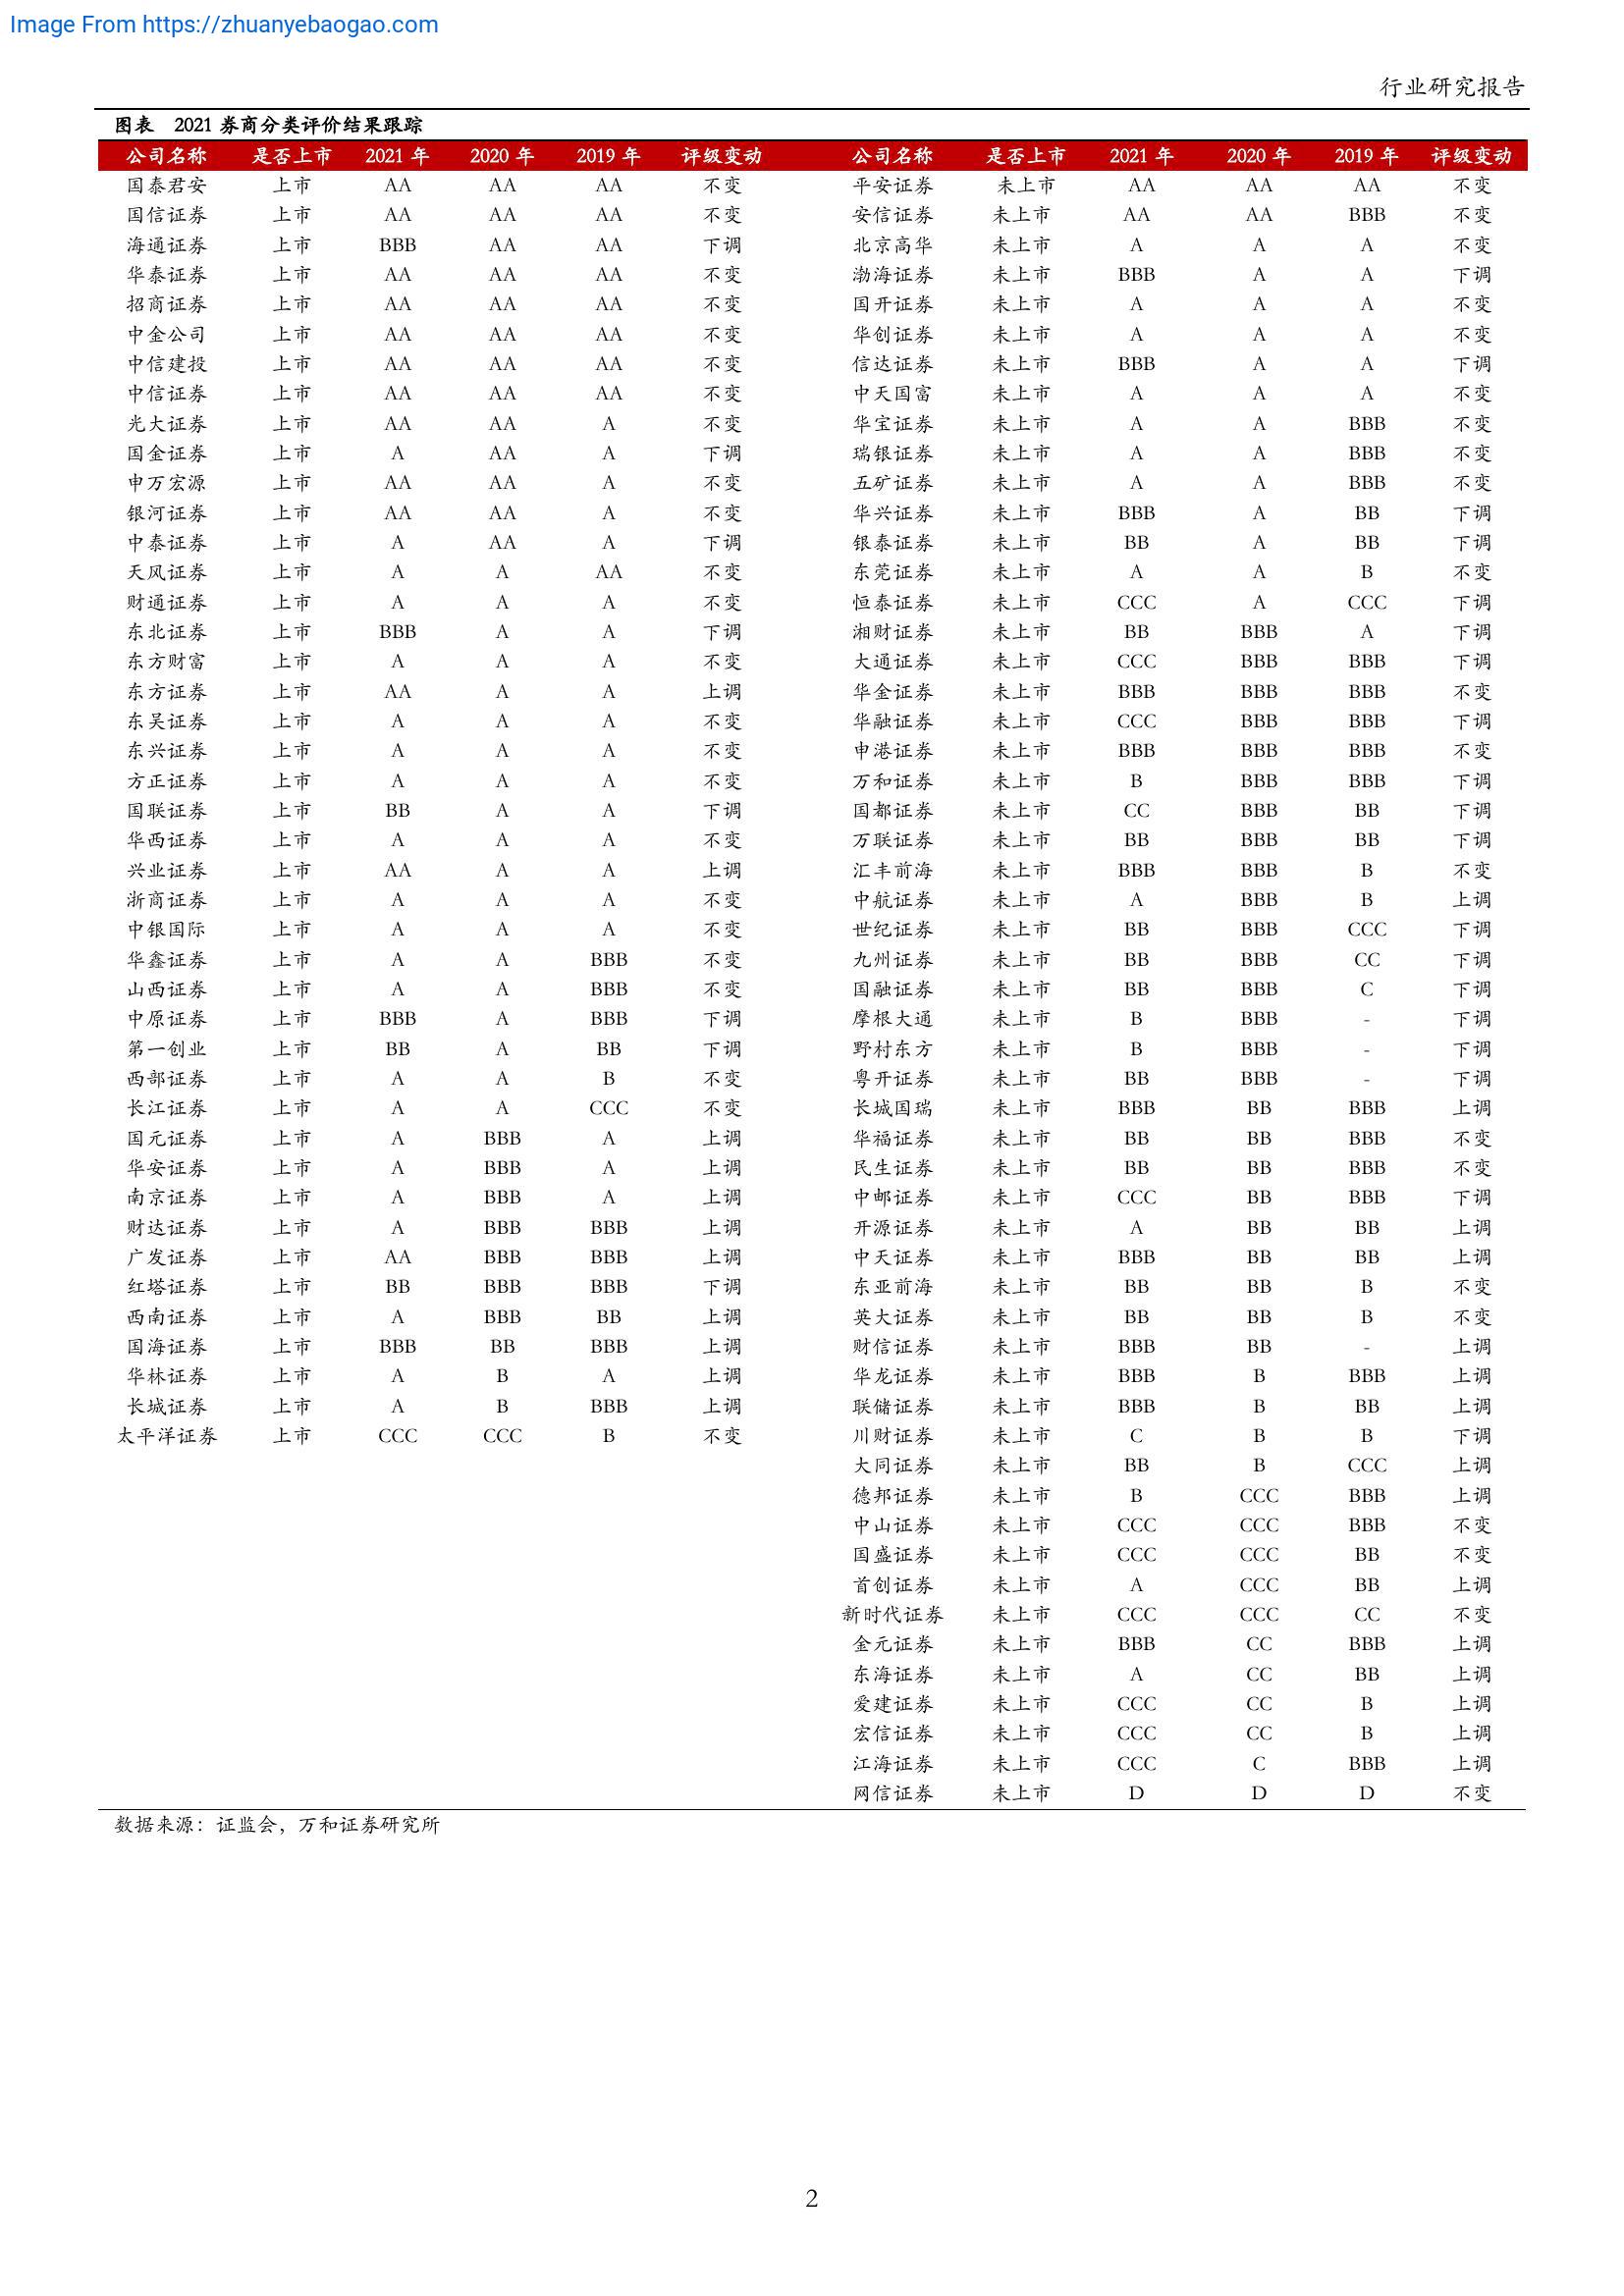 Image From https://zhuanyebaogao.com
行业研究报告
图表 2021 券商分类评价结果跟踪
公司名称 是否上市 2021 年 2020 年 2019 年 评级变动 公司名称 是否上市 2021 年 2020 年 2019 年 评级变动
国泰君安 上市 AA AA AA 不变 平安证券 未上市 AA AA AA 不变
国信证券 上市 AA AA AA 不变 安信证券 未上市 AA AA BBB 不变
海通证券 上市 BBB AA AA 下调 北京高华 未上市 A A A 不变
华泰证券 上市 AA AA AA 不变 渤海证券 未上市 BBB A A 下调
招商证券 上市 AA AA AA 不变 国开证券 未上市 A A A 不变
中金公司 上市 AA AA AA 不变 华创证券 未上市 A A A 不变
中信建投 上市 AA AA AA 不变 信达证券 未上市 BBB A A 下调
中信证券 上市 AA AA AA 不变 中天国富 未上市 A A A 不变
光大证券 上市 AA AA A 不变 华宝证券 未上市 A A BBB 不变
国金证券 上市 A AA A 下调 瑞银证券 未上市 A A BBB 不变
申万宏源 上市 AA AA A 不变 五矿证券 未上市 A A BBB 不变
银河证券 上市 AA AA A 不变 华兴证券 未上市 BBB A BB 下调
中泰证券 上市 A AA A 下调 银泰证券 未上市 BB A BB 下调
天风证券 上市 A A AA 不变 东莞证券 未上市 A A B 不变
财通证券 上市 A A A 不变 恒泰证券 未上市 CCC A CCC 下调
东北证券 上市 BBB A A 下调 湘财证券 未上市 BB BBB A 下调
东方财富 上市 A A A 不变 大通证券 未上市 CCC BBB BBB 下调
东方证券 上市 AA A A 上调 华金证券 未上市 BBB BBB BBB 不变
东吴证券 上市 A A A 不变 华融证券 未上市 CCC BBB BBB 下调
东兴证券 上市 A A A 不变 申港证券 未上市 BBB BBB BBB 不变
方正证券 上市 A A A 不变 万和证券 未上市 B BBB BBB 下调
国联证券 上市 BB A A 下调 国都证券 未上市 CC BBB BB 下调
华西证券 上市 A A A 不变 万联证券 未上市 BB BBB BB 下调
兴业证券 上市 AA A A 上调 汇丰前海 未上市 BBB BBB B 不变
浙商证券 上市 A A A 不变 中航证券 未上市 A BBB B 上调
中银国际 上市 A A A 不变 世纪证券 未上市 BB BBB CCC 下调
华鑫证券 上市 A A BBB 不变 九州证券 未上市 BB BBB CC 下调
山西证券 上市 A A BBB 不变 国融证券 未上市 BB BBB C 下调
中原证券 上市 BBB A BBB 下调 摩根大通 未上市 B BBB - 下调
第一创业 上市 BB A BB 下调 野村东方 未上市 B BBB - 下调
西部证券 上市 A A B 不变 粤开证券 未上市 BB BBB - 下调
长江证券 上市 A A CCC 不变 长城国瑞 未上市 BBB BB BBB 上调
国元证券 上市 A BBB A 上调 华福证券 未上市 BB BB BBB 不变
华安证券 上市 A BBB A 上调 民生证券 未上市 BB BB BBB 不变
南京证券 上市 A BBB A 上调 中邮证券 未上市 CCC BB BBB 下调
财达证券 上市 A BBB BBB 上调 开源证券 未上市 A BB BB 上调
广发证券 上市 AA BBB BBB 上调 中天证券 未上市 BBB BB BB 上调
红塔证券 上市 BB BBB BBB 下调 东亚前海 未上市 BB BB B 不变
西南证券 上市 A BBB BB 上调 英大证券 未上市 BB BB B 不变
国海证券 上市 BBB BB BBB 上调 财信证券 未上市 BBB BB - 上调
华林证券 上市 A B A 上调 华龙证券 未上市 BBB B BBB 上调
长城证券 上市 A B BBB 上调 联储证券 未上市 BBB B BB 上调
太平洋证券 上市 CCC CCC B 不变 川财证券 未上市 C B B 下调
大同证券 未上市 BB B CCC 上调
德邦证券 未上市 B CCC BBB 上调
中山证券 未上市 CCC CCC BBB 不变
国盛证券 未上市 CCC CCC BB 不变
首创证券 未上市 A CCC BB 上调
新时代证券 未上市 CCC CCC CC 不变
金元证券 未上市 BBB CC BBB 上调
东海证券 未上市 A CC BB 上调
爱建证券 未上市 CCC CC B 上调
宏信证券 未上市 CCC CC B 上调
江海证券 未上市 CCC C BBB 上调
网信证券 未上市 D D D 不变
数据来源：证监会，万和证券研究所
2